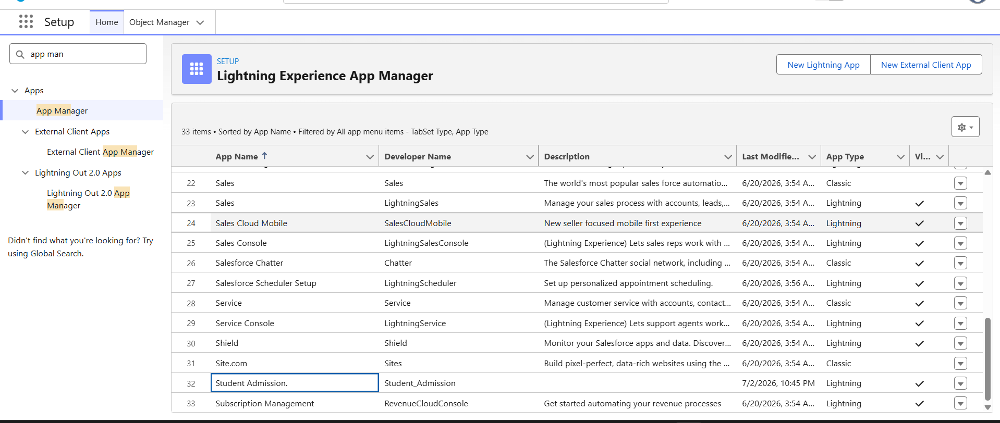 Setup
Home
Object Manager
app man
Apps
App Manager
External Client Apps
External Client App Manager
Lightning Out 2.0 Apps
Lightning Out 2.0 App
Manager
Didn't find what you're looking for? Try
using Global Search.
SETUP
Lightning Experience App Manager
New Lightning App
New External Client App
33 items • Sorted by App Name • Filtered by All app menu items - TabSet Type, App Type
App Name ↑ Developer Name Description Last Modifie... App Type Vi...
22 Sales Sales The world's most popular sales force automatio... 6/20/2026, 3:54 A... Classic
23 Sales LightningSales Manage your sales process with accounts, leads,... 6/20/2026, 3:54 A... Lightning
24 Sales Cloud Mobile SalesCloudMobile New seller focused mobile first experience 6/20/2026, 3:54 A... Lightning
25 Sales Console LightningSalesConsole (Lightning Experience) Lets sales reps work with ... 6/20/2026, 3:54 A... Lightning
26 Salesforce Chatter Chatter The Salesforce Chatter social network, including ... 6/20/2026, 3:54 A... Classic
27 Salesforce Scheduler Setup LightningScheduler Set up personalized appointment scheduling. 6/20/2026, 3:56 A... Lightning
28 Service Service Manage customer service with accounts, contact... 6/20/2026, 3:54 A... Classic
29 Service Console LightningService (Lightning Experience) Lets support agents work... 6/20/2026, 3:54 A... Lightning
30 Shield Shield Monitor your Salesforce apps and data. Discover... 6/20/2026, 3:54 A... Lightning
31 Site.com Sites Build pixel-perfect, data-rich websites using the ... 6/20/2026, 3:54 A... Classic
32 Student Admission. Student_Admission 7/2/2026, 10:45 PM Lightning
33 Subscription Management RevenueCloudConsole Get started automating your revenue processes 6/20/2026, 3:54 A... Lightning